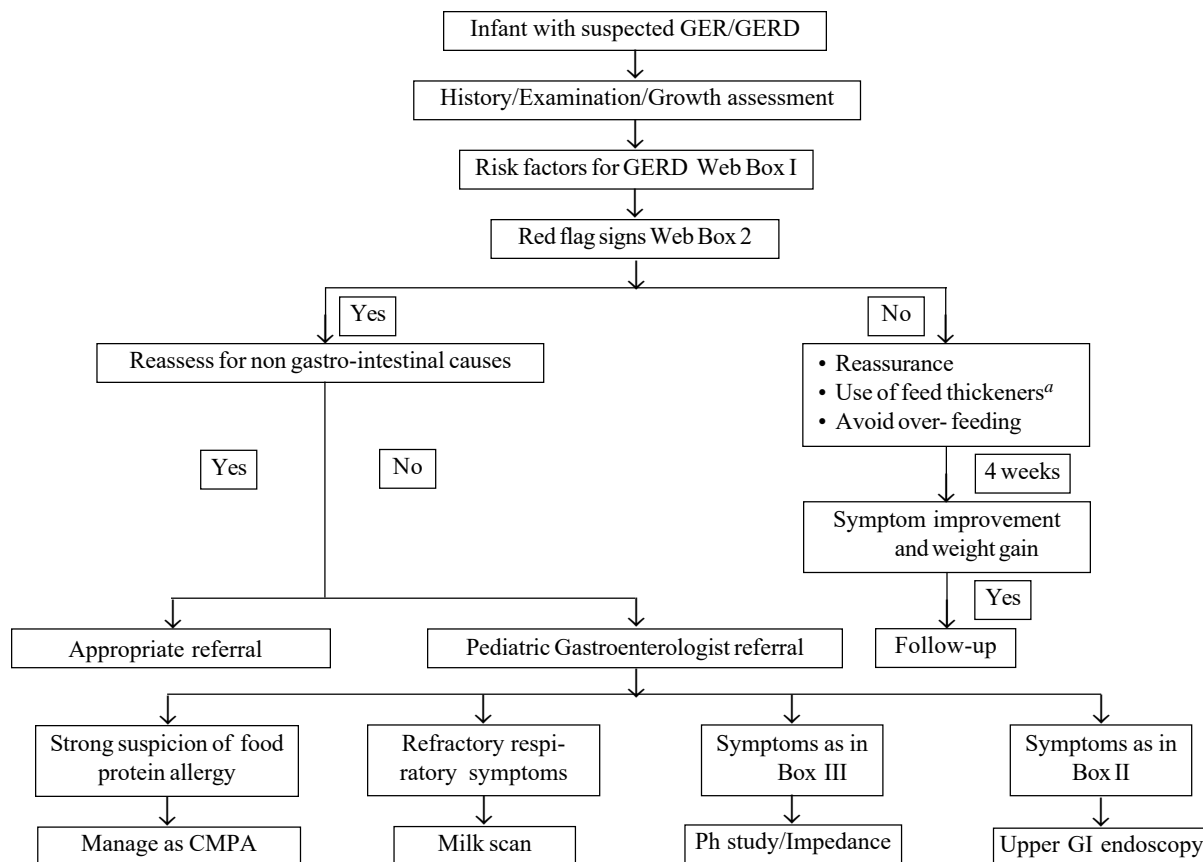 Infant with suspected GER/GERD
History/Examination/Growth assessment
Risk factors for GERD Web Box I
Red flag signs Web Box 2
Yes
No
Reassess for non gastro-intestinal causes
• Reassurance
• Use of feed thickenersa
• Avoid over- feeding
Yes
No
4 weeks
Symptom improvement
and weight gain
Yes
Appropriate referral
Pediatric Gastroenterologist referral
Follow-up
Strong suspicion of food
protein allergy
Refractory respi-
ratory symptoms
Symptoms as in
Box III
Symptoms as in
Box II
Manage as CMPA
Milk scan
Ph study/Impedance
Upper GI endoscopy